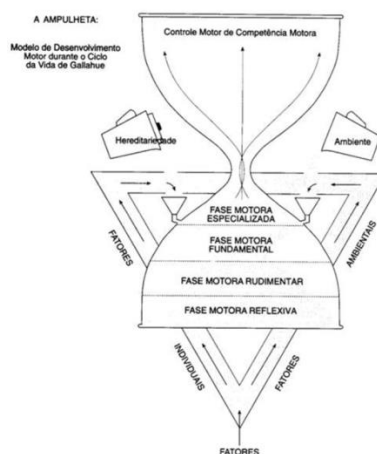 A AMPULHETA:
Modelo de Desenvolvimento
Motor durante o Ciclo
da Vida de Gallahue
Controle Motor de Competência Motora
Hereditariedade
Ambiente
FASE MOTORA
ESPECIALIZADA
FASE MOTORA
FUNDAMENTAL
FASE MOTORA RUDIMENTAR
FASE MOTORA REFLEXIVA
FATORES
AMBIENTAIS
INDIVIDUAIS
FATORES
FATORES